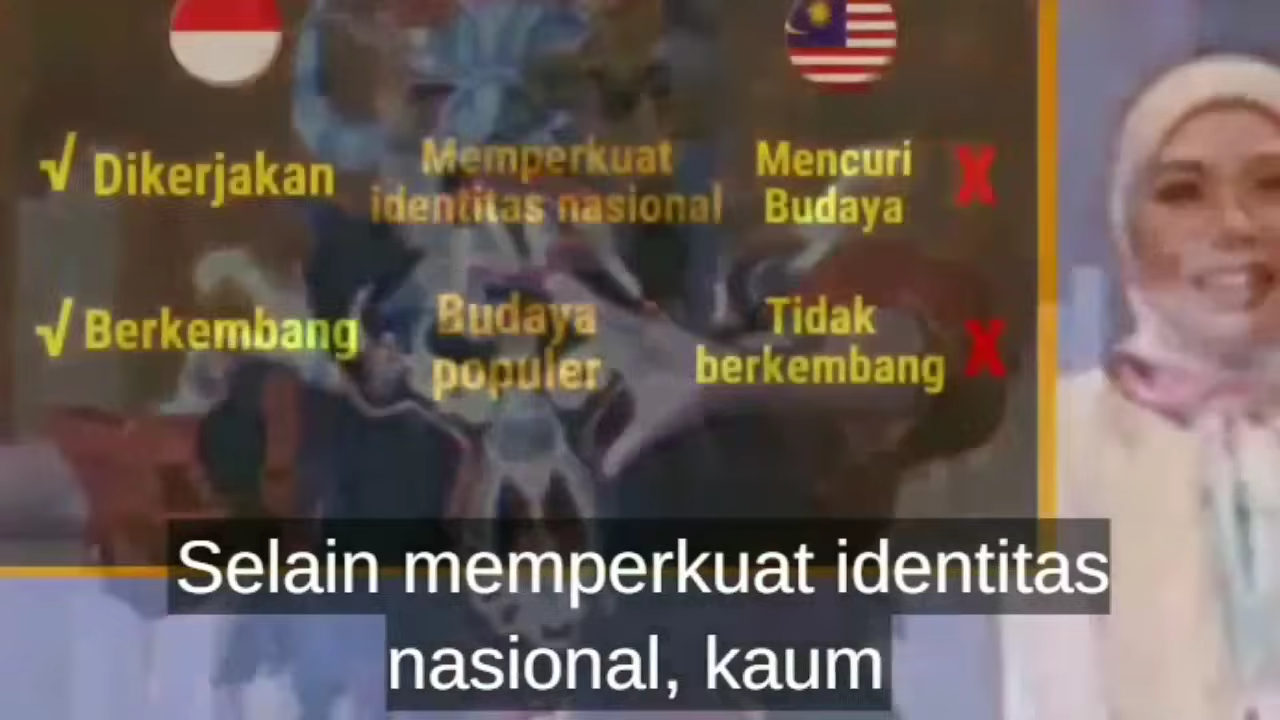 √ Dikerjakan
Memperkuat
identitas nasional
Mencuri
Budaya
X
√ Berkembang
Budaya
populer
Tidak
berkembang
X
Selain memperkuat identitas
nasional, kaum